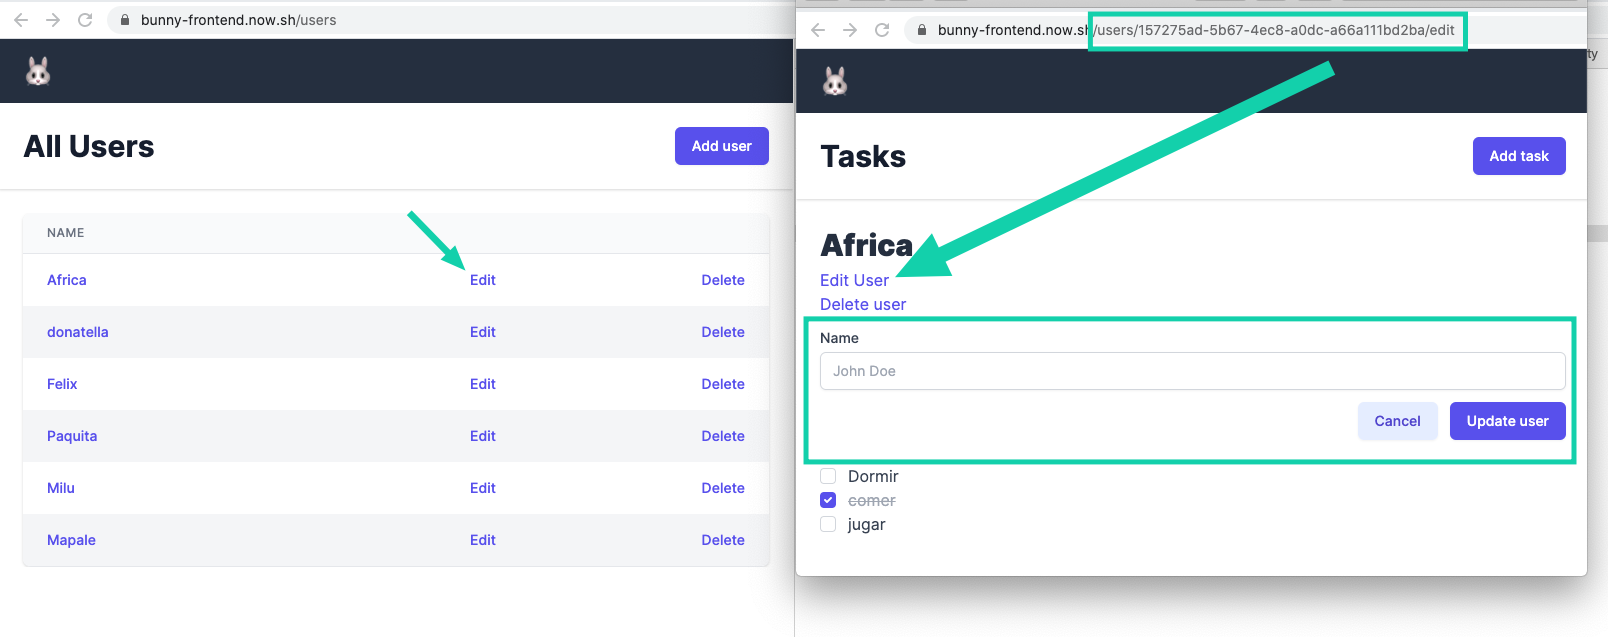 bunny-frontend.now.sh/users
All Users
Add user
NAME
Africa Edit Delete
donatella Edit Delete
Felix Edit Delete
Paquita Edit Delete
Milu Edit Delete
Mapale Edit Delete
bunny-frontend.now.sh/users/157275ad-5b67-4ec8-a0dc-a66a111bd2ba/edit
Tasks
Add task
Africa
Edit User
Delete user
Name
John Doe
Cancel Update user
Dormir
comer
jugar